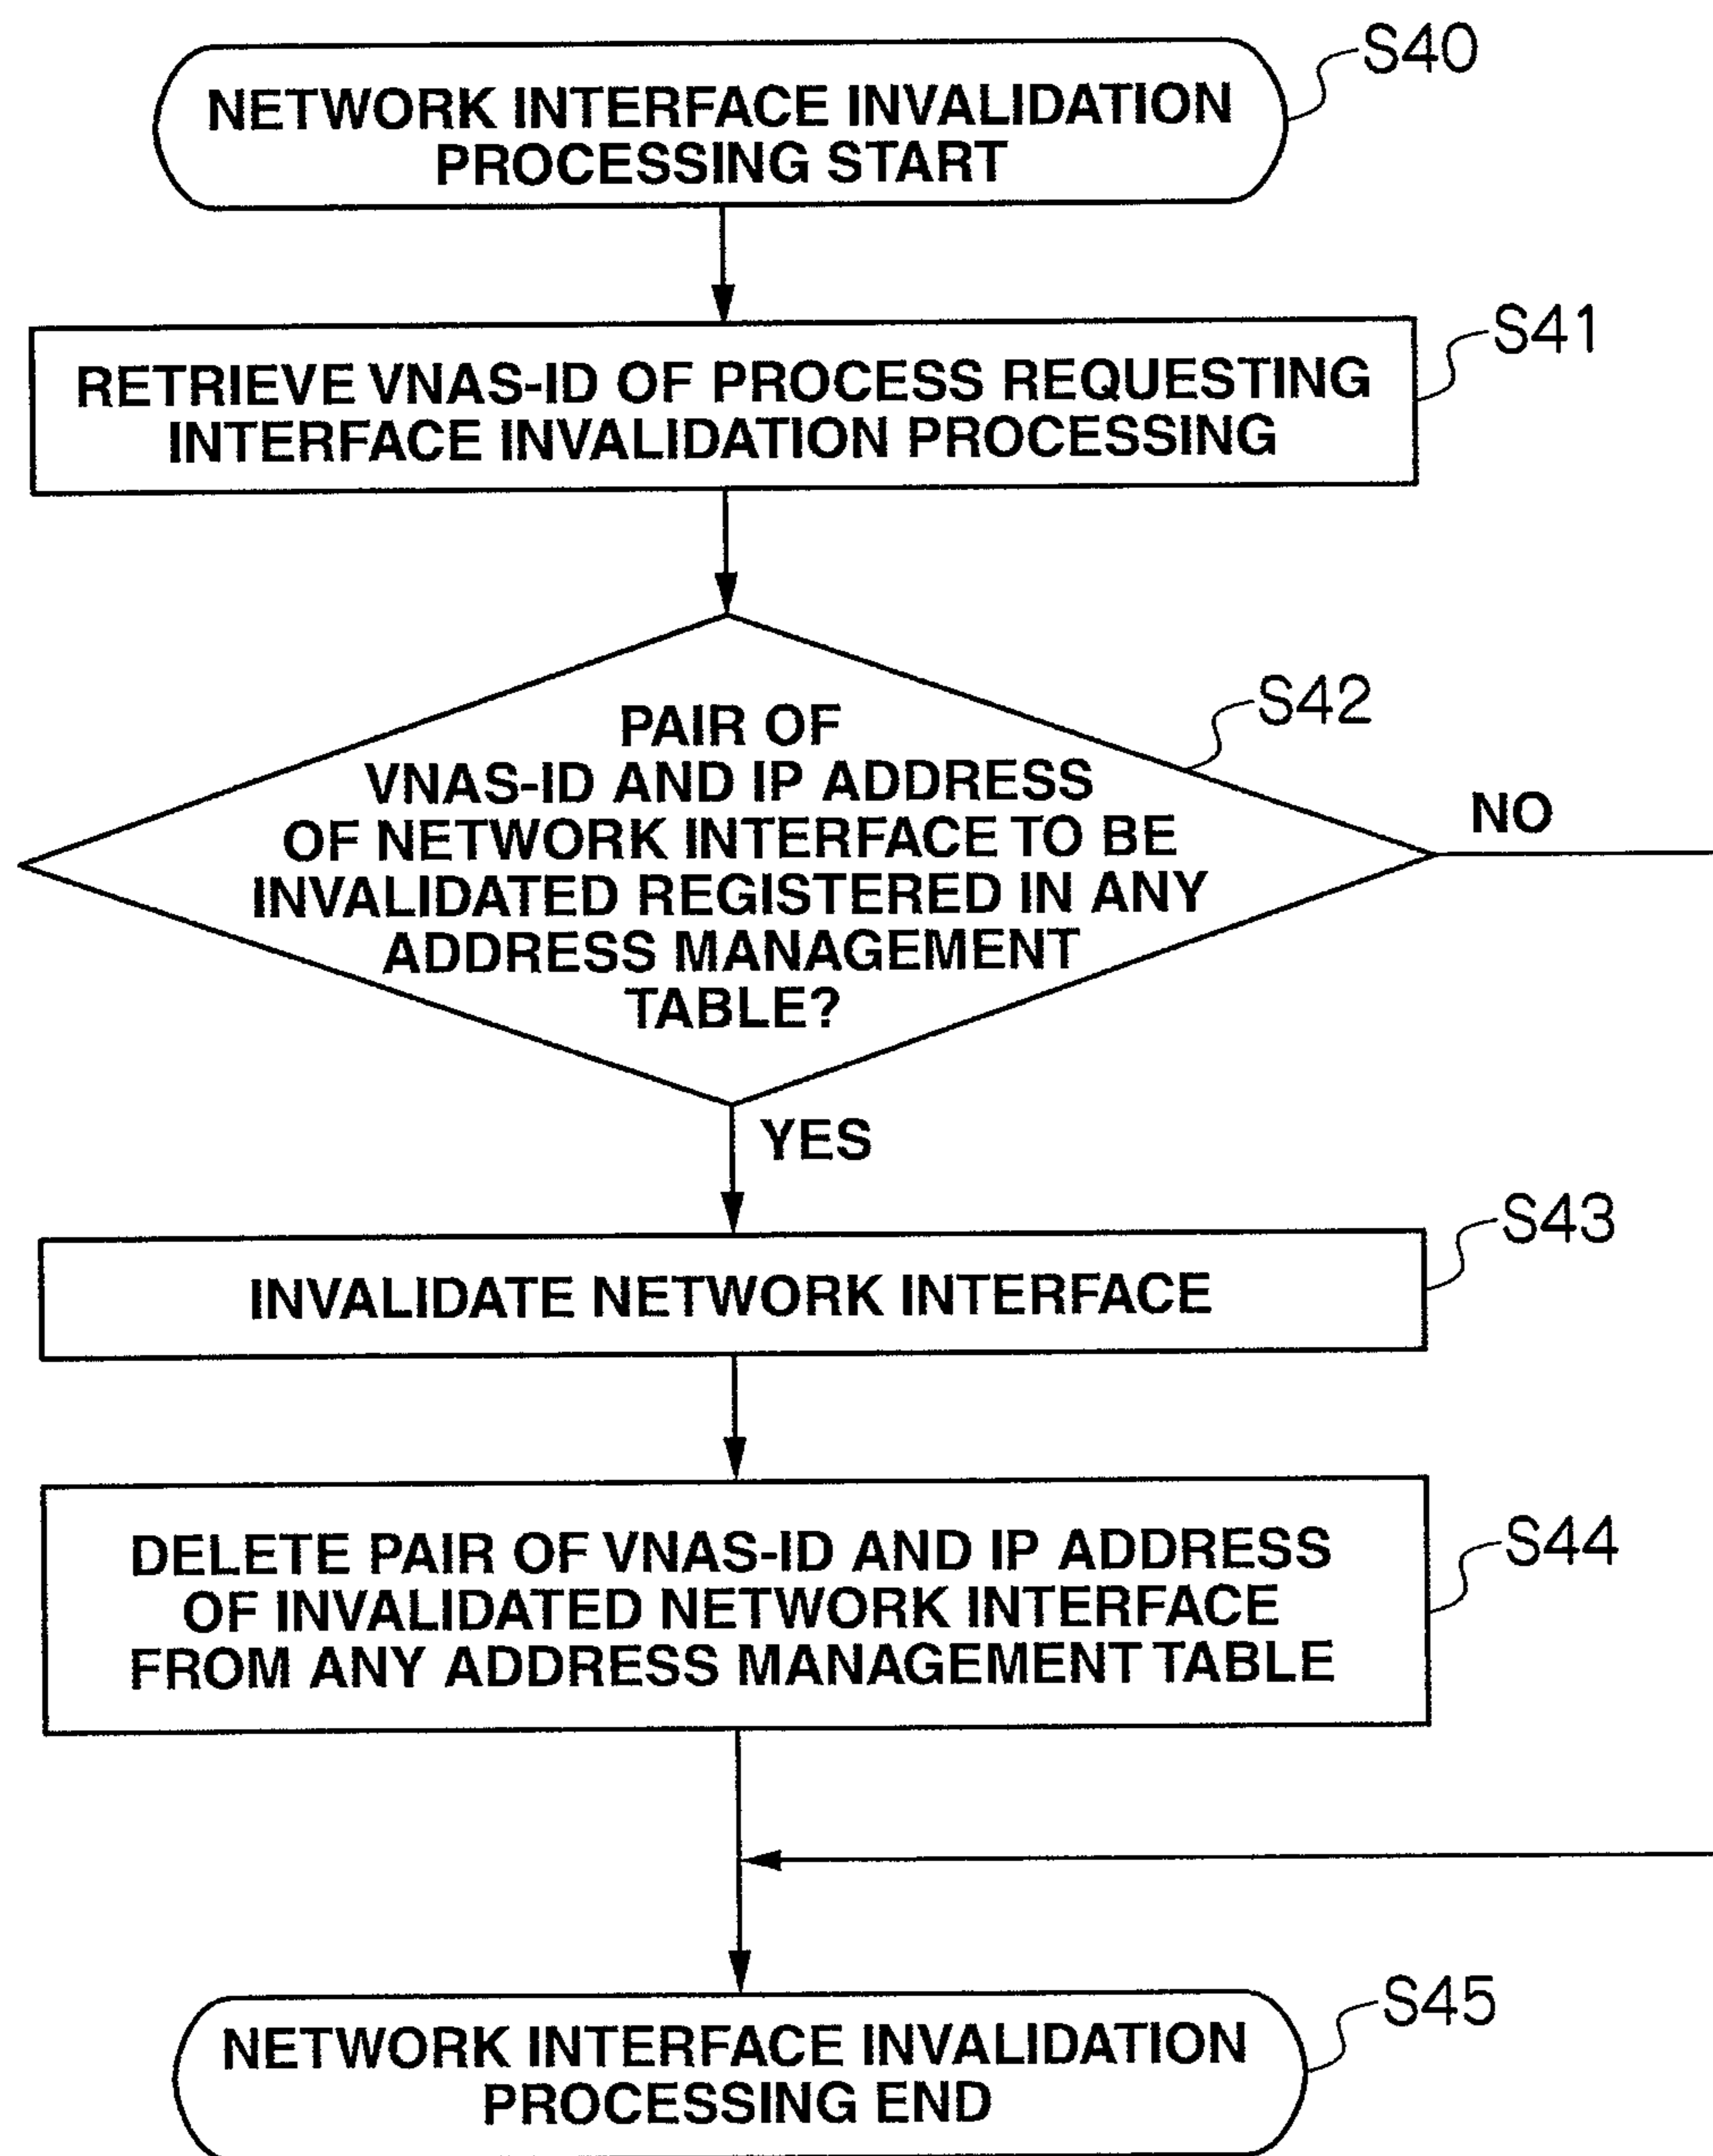 S40
NETWORK INTERFACE INVALIDATION
PROCESSING START
S41
RETRIEVE VNAS-ID OF PROCESS REQUESTING
INTERFACE INVALIDATION PROCESSING
S42
PAIR OF
VNAS-ID AND IP ADDRESS
OF NETWORK INTERFACE TO BE
INVALIDATED REGISTERED IN ANY
ADDRESS MANAGEMENT
TABLE?
NO
YES
S43
INVALIDATE NETWORK INTERFACE
S44
DELETE PAIR OF VNAS-ID AND IP ADDRESS
OF INVALIDATED NETWORK INTERFACE
FROM ANY ADDRESS MANAGEMENT TABLE
S45
NETWORK INTERFACE INVALIDATION
PROCESSING END